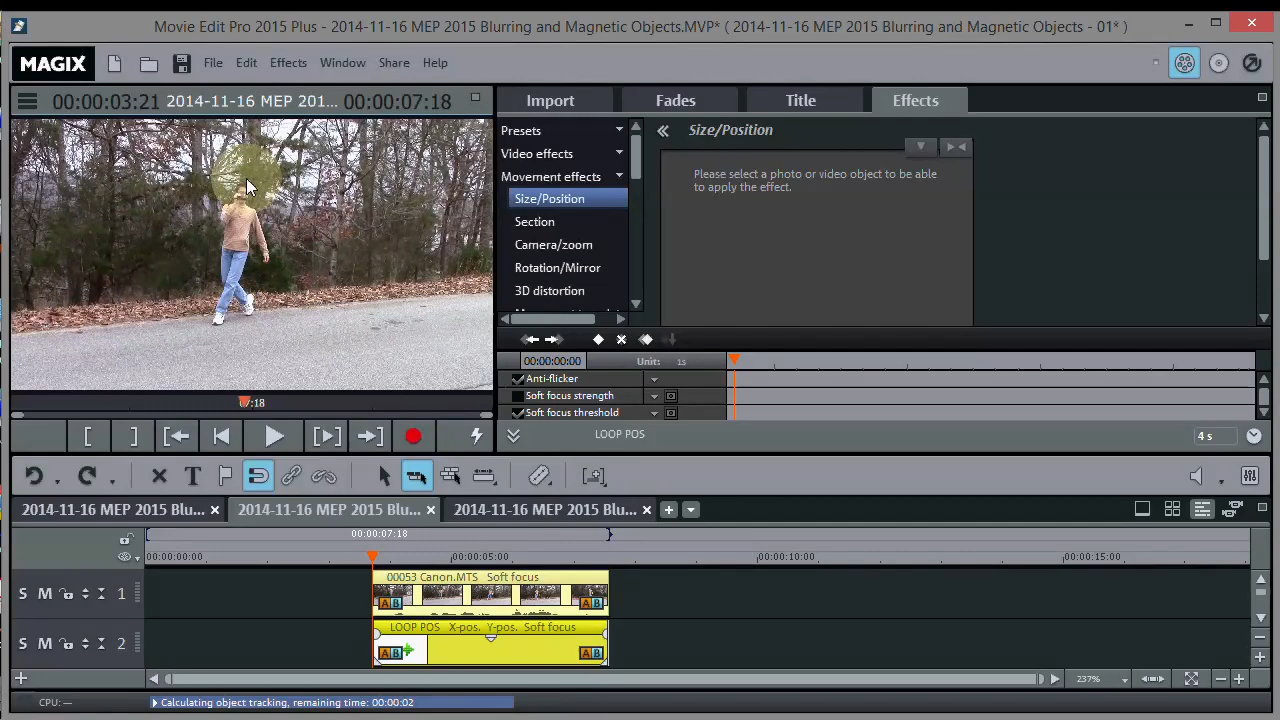 Movie Edit Pro 2015 Plus - 2014-11-16 MEP 2015 Blurring and Magnetic Objects.MVP* ( 2014-11-16 MEP 2015 Blurring and Magnetic Objects - 01* )
MAGIX File Edit Effects Window Share Help
00:00:03:21 2014-11-16 MEP 201... 00:00:07:18
Import Fades Title Effects
Presets
Video effects
Movement effects
Size/Position
Section
Camera/zoom
Rotation/Mirror
3D distortion
Size/Position
Please select a photo or video object to be able
to apply the effect.
00:00:00:00 Unit: 1s
Anti-flicker
Soft focus strength
Soft focus threshold
07:18
LOOP POS 4 s
2014-11-16 MEP 2015 Blu... 2014-11-16 MEP 2015 Blu... 2014-11-16 MEP 2015 Blu...
00:00:07:18
00:00:00:00 00:00:05:00 00:00:10:00 00:00:15:00
00053 Canon.MTS Soft focus
S M 1
A B A B
LOOP POS X-pos. Y-pos. Soft focus
S M 2
A B A B
237%
CPU: — Calculating object tracking, remaining time: 00:00:02